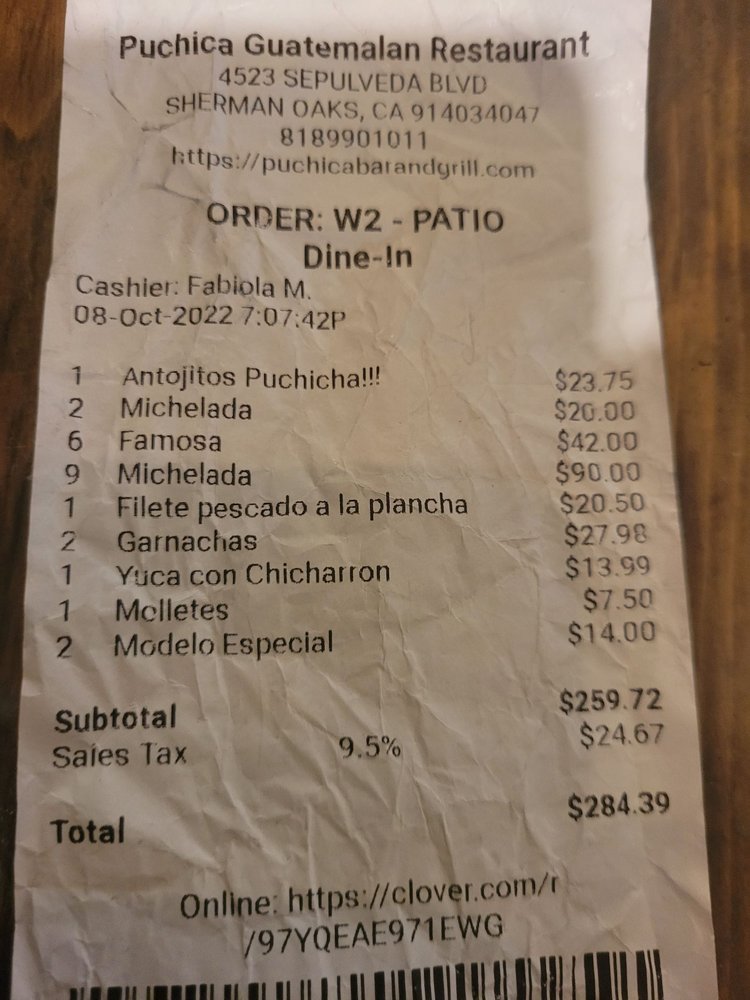 Puchica Guatemalan Restaurant
4523 SEPULVEDA BLVD
SHERMAN OAKS, CA 914034047
8189901011
https://puchicabarandgrill.com
ORDER: W2 - PATIO
Dine-In
Cashier: Fabiola M.
08-Oct-2022 7:07:42P
1 Antojitos Puchicha!!! $23.75
2 Michelada $20.00
6 Famosa $42.00
9 Michelada $90.00
1 Filete pescado a la plancha $20.50
2 Garnachas $27.98
1 Yuca con Chicharron $13.99
1 Molletes $7.50
2 Modelo Especial $14.00
Subtotal $259.72
Sales Tax 9.5% $24.67
Total $284.39
Online: https://clover.com/r
/97YQEAE971EWG